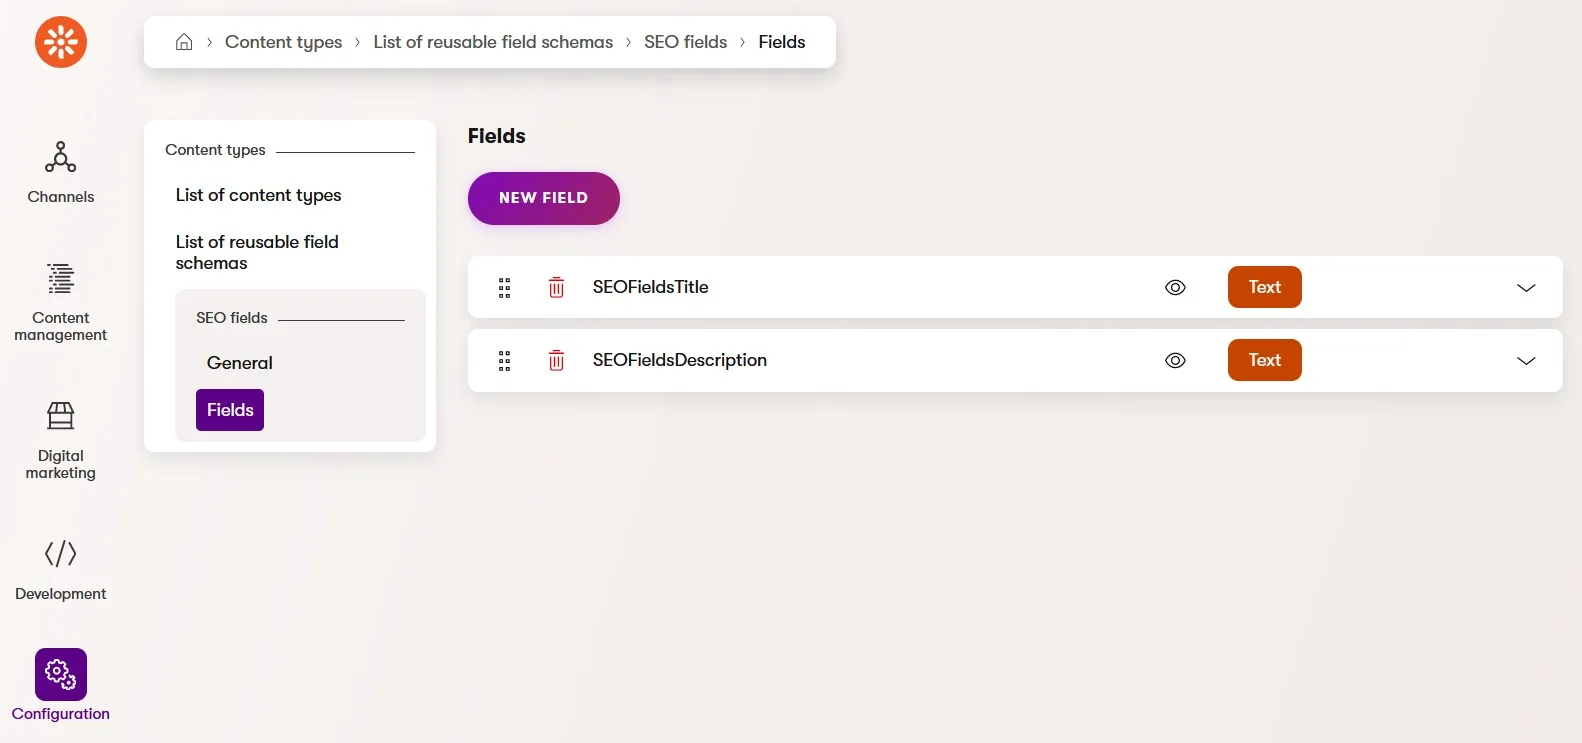 Content types > List of reusable field schemas > SEO fields > Fields
Channels
Content
management
Digital
marketing
Development
Configuration
Content types
List of content types
List of reusable field
schemas
SEO fields
General
Fields
Fields
NEW FIELD
SEOFieldsTitle Text
SEOFieldsDescription Text